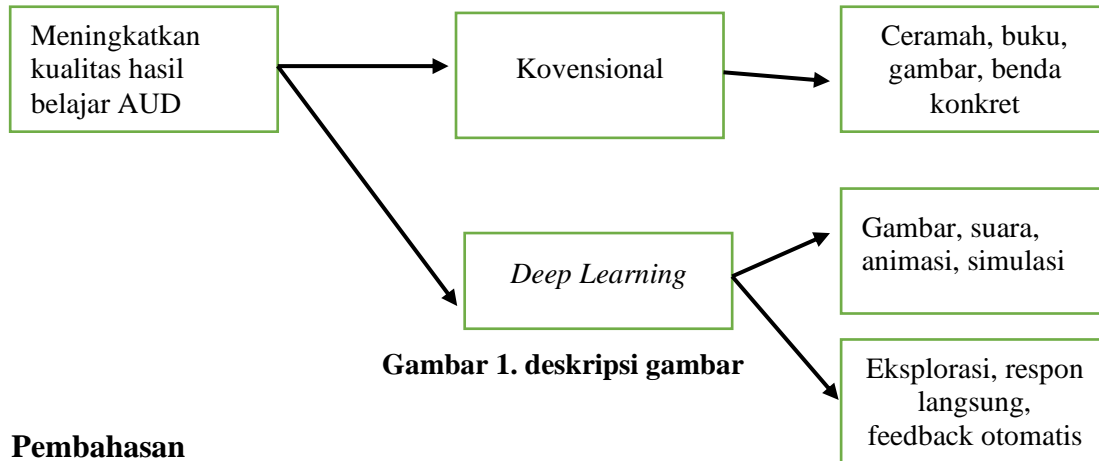 Meningkatkan
kualitas hasil
belajar AUD
Kovensional
Ceramah, buku,
gambar, benda
konkret
Deep Learning
Gambar, suara,
animasi, simulasi
Eksplorasi, respon
langsung,
feedback otomatis
Gambar 1. deskripsi gambar
Pembahasan